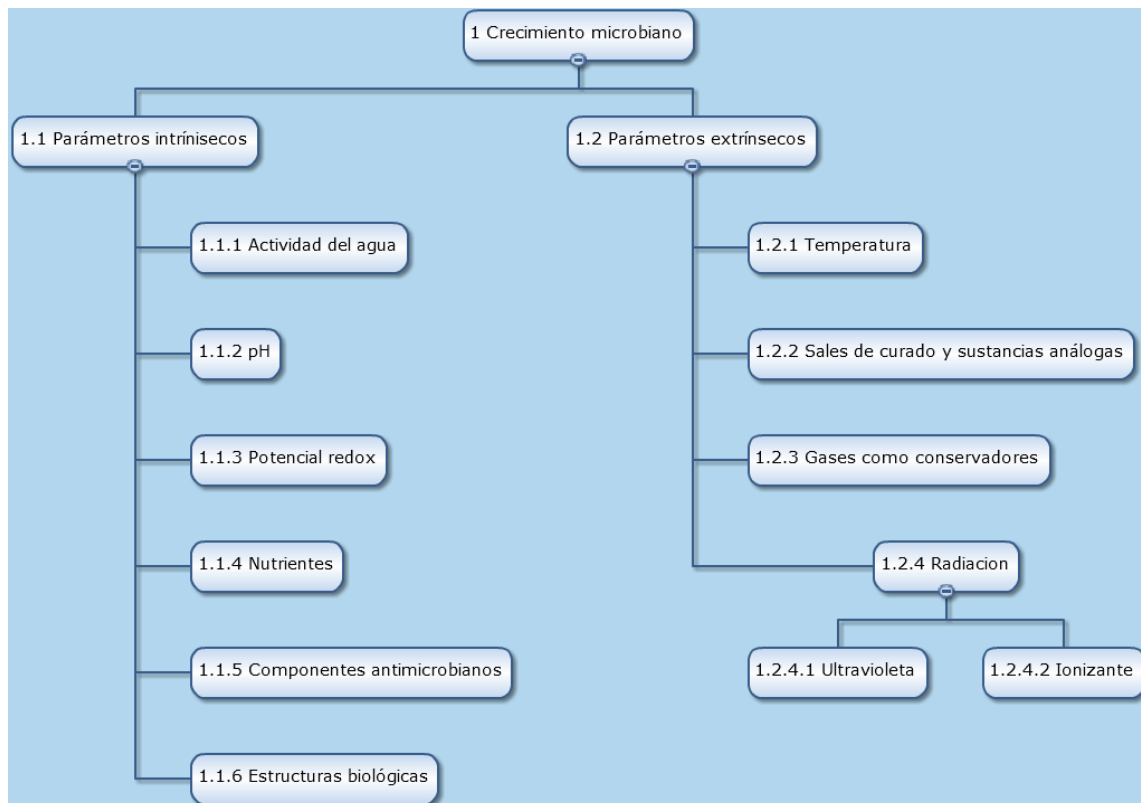 1 Crecimiento microbiano
1.1 Parámetros intrínisecos
1.2 Parámetros extrínsecos
1.1.1 Actividad del agua
1.2.1 Temperatura
1.1.2 pH
1.2.2 Sales de curado y sustancias análogas
1.1.3 Potencial redox
1.2.3 Gases como conservadores
1.1.4 Nutrientes
1.2.4 Radiacion
1.1.5 Componentes antimicrobianos
1.2.4.1 Ultravioleta
1.2.4.2 Ionizante
1.1.6 Estructuras biológicas